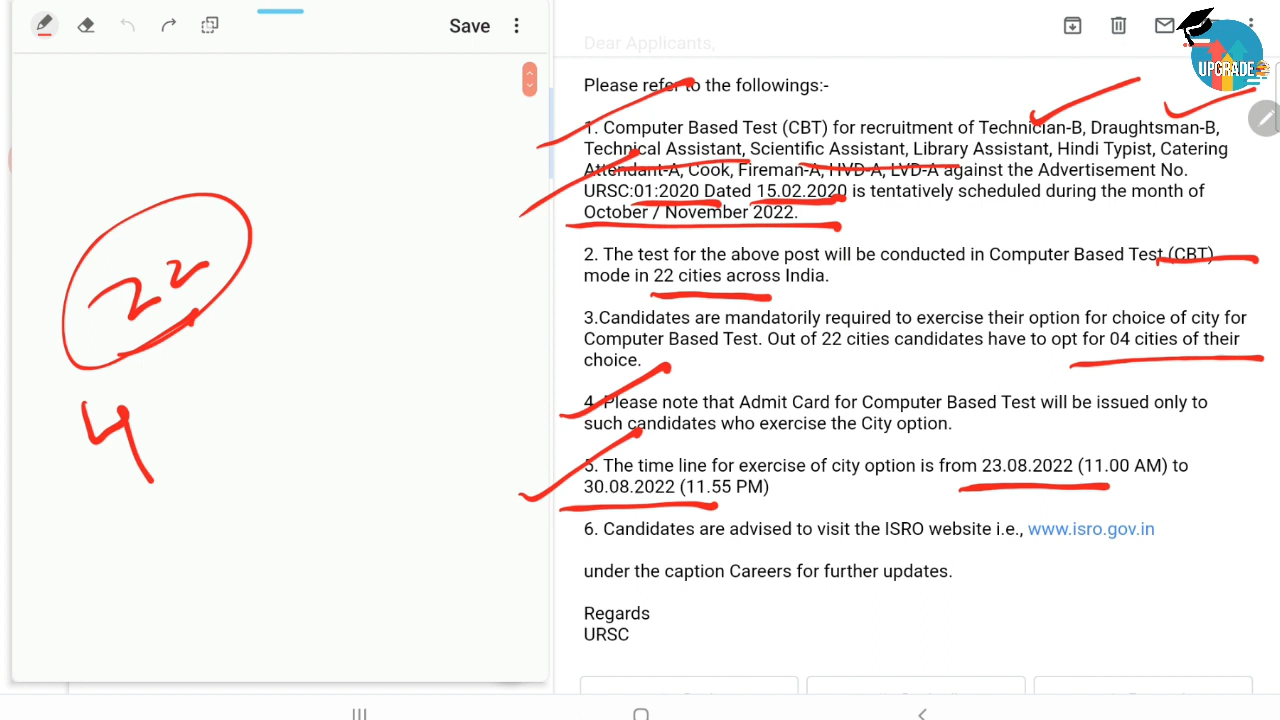 Save
UPGRADE
Dear Applicants,
Please refer to the followings:-
1. Computer Based Test (CBT) for recruitment of Technician-B, Draughtsman-B,
Technical Assistant, Scientific Assistant, Library Assistant, Hindi Typist, Catering
Attendant-A, Cook, Fireman-A, HVD-A, LVD-A against the Advertisement No.
URSC:01:2020 Dated 15.02.2020 is tentatively scheduled during the month of
October / November 2022.
2. The test for the above post will be conducted in Computer Based Test (CBT)
mode in 22 cities across India.
3.Candidates are mandatorily required to exercise their option for choice of city for
Computer Based Test. Out of 22 cities candidates have to opt for 04 cities of their
choice.
4. Please note that Admit Card for Computer Based Test will be issued only to
such candidates who exercise the City option.
5. The time line for exercise of city option is from 23.08.2022 (11.00 AM) to
30.08.2022 (11.55 PM)
6. Candidates are advised to visit the ISRO website i.e., www.isro.gov.in
under the caption Careers for further updates.
Regards
URSC
22
4